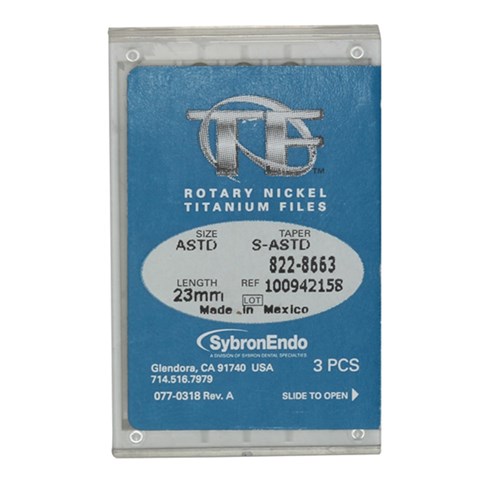 TF™
ROTARY NICKEL
TITANIUM FILES
SIZE TAPER
ASTD S-ASTD
822-8663
LENGTH REF 100942158
23mm LOT
Made in Mexico
SybronEndo
A DIVISION OF SYBRON DENTAL SPECIALTIES
Glendora, CA 91740 USA
714.516.7979
3 PCS
077-0318 Rev. A
SLIDE TO OPEN